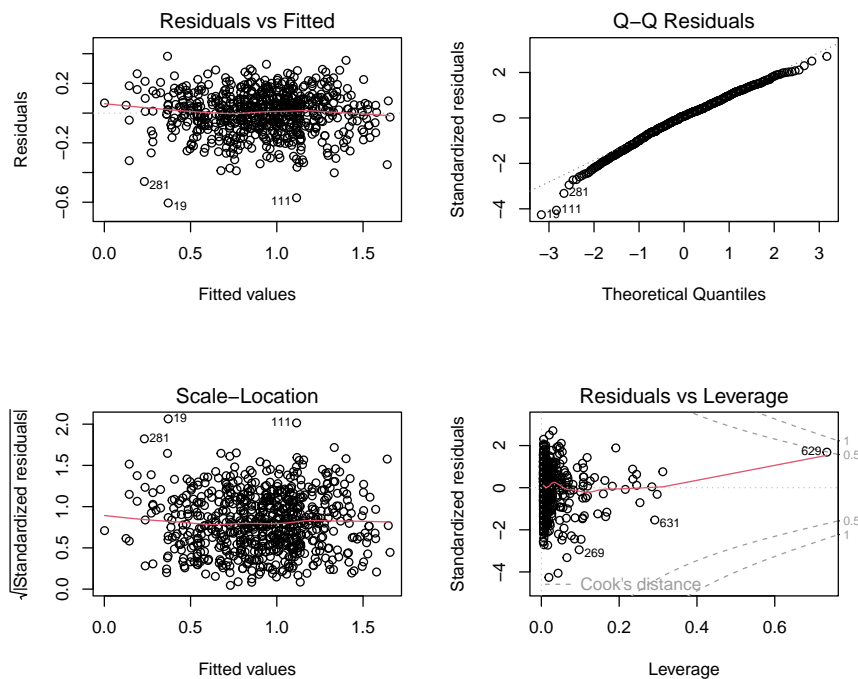 Residuals vs Fitted
Residuals
0.2
−0.2
−0.6
281
19
111
0.0 0.5 1.0 1.5
Fitted values
Q−Q Residuals
Standardized residuals
2
0
−2
−4
281
111
19
−3 −2 −1 0 1 2 3
Theoretical Quantiles
Scale−Location
√|Standardized residuals|
2.0
1.5
1.0
0.5
0.0
19
111
281
0.0 0.5 1.0 1.5
Fitted values
Residuals vs Leverage
Standardized residuals
2
0
−2
−4
1
0.5
0.5
1
629
631
269
Cook's distance
0.0 0.2 0.4 0.6
Leverage